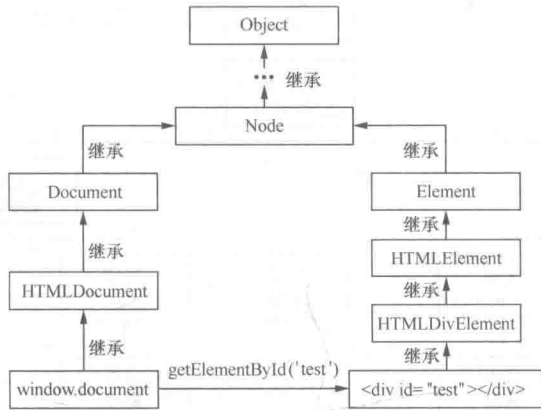 Object
••• 继承
Node
继承
继承
Document
Element
继承
继承
HTMLElement
HTMLDocument
继承
HTMLDivElement
继承
继承
getElementById('test')
window.document
<div id="test"></div>